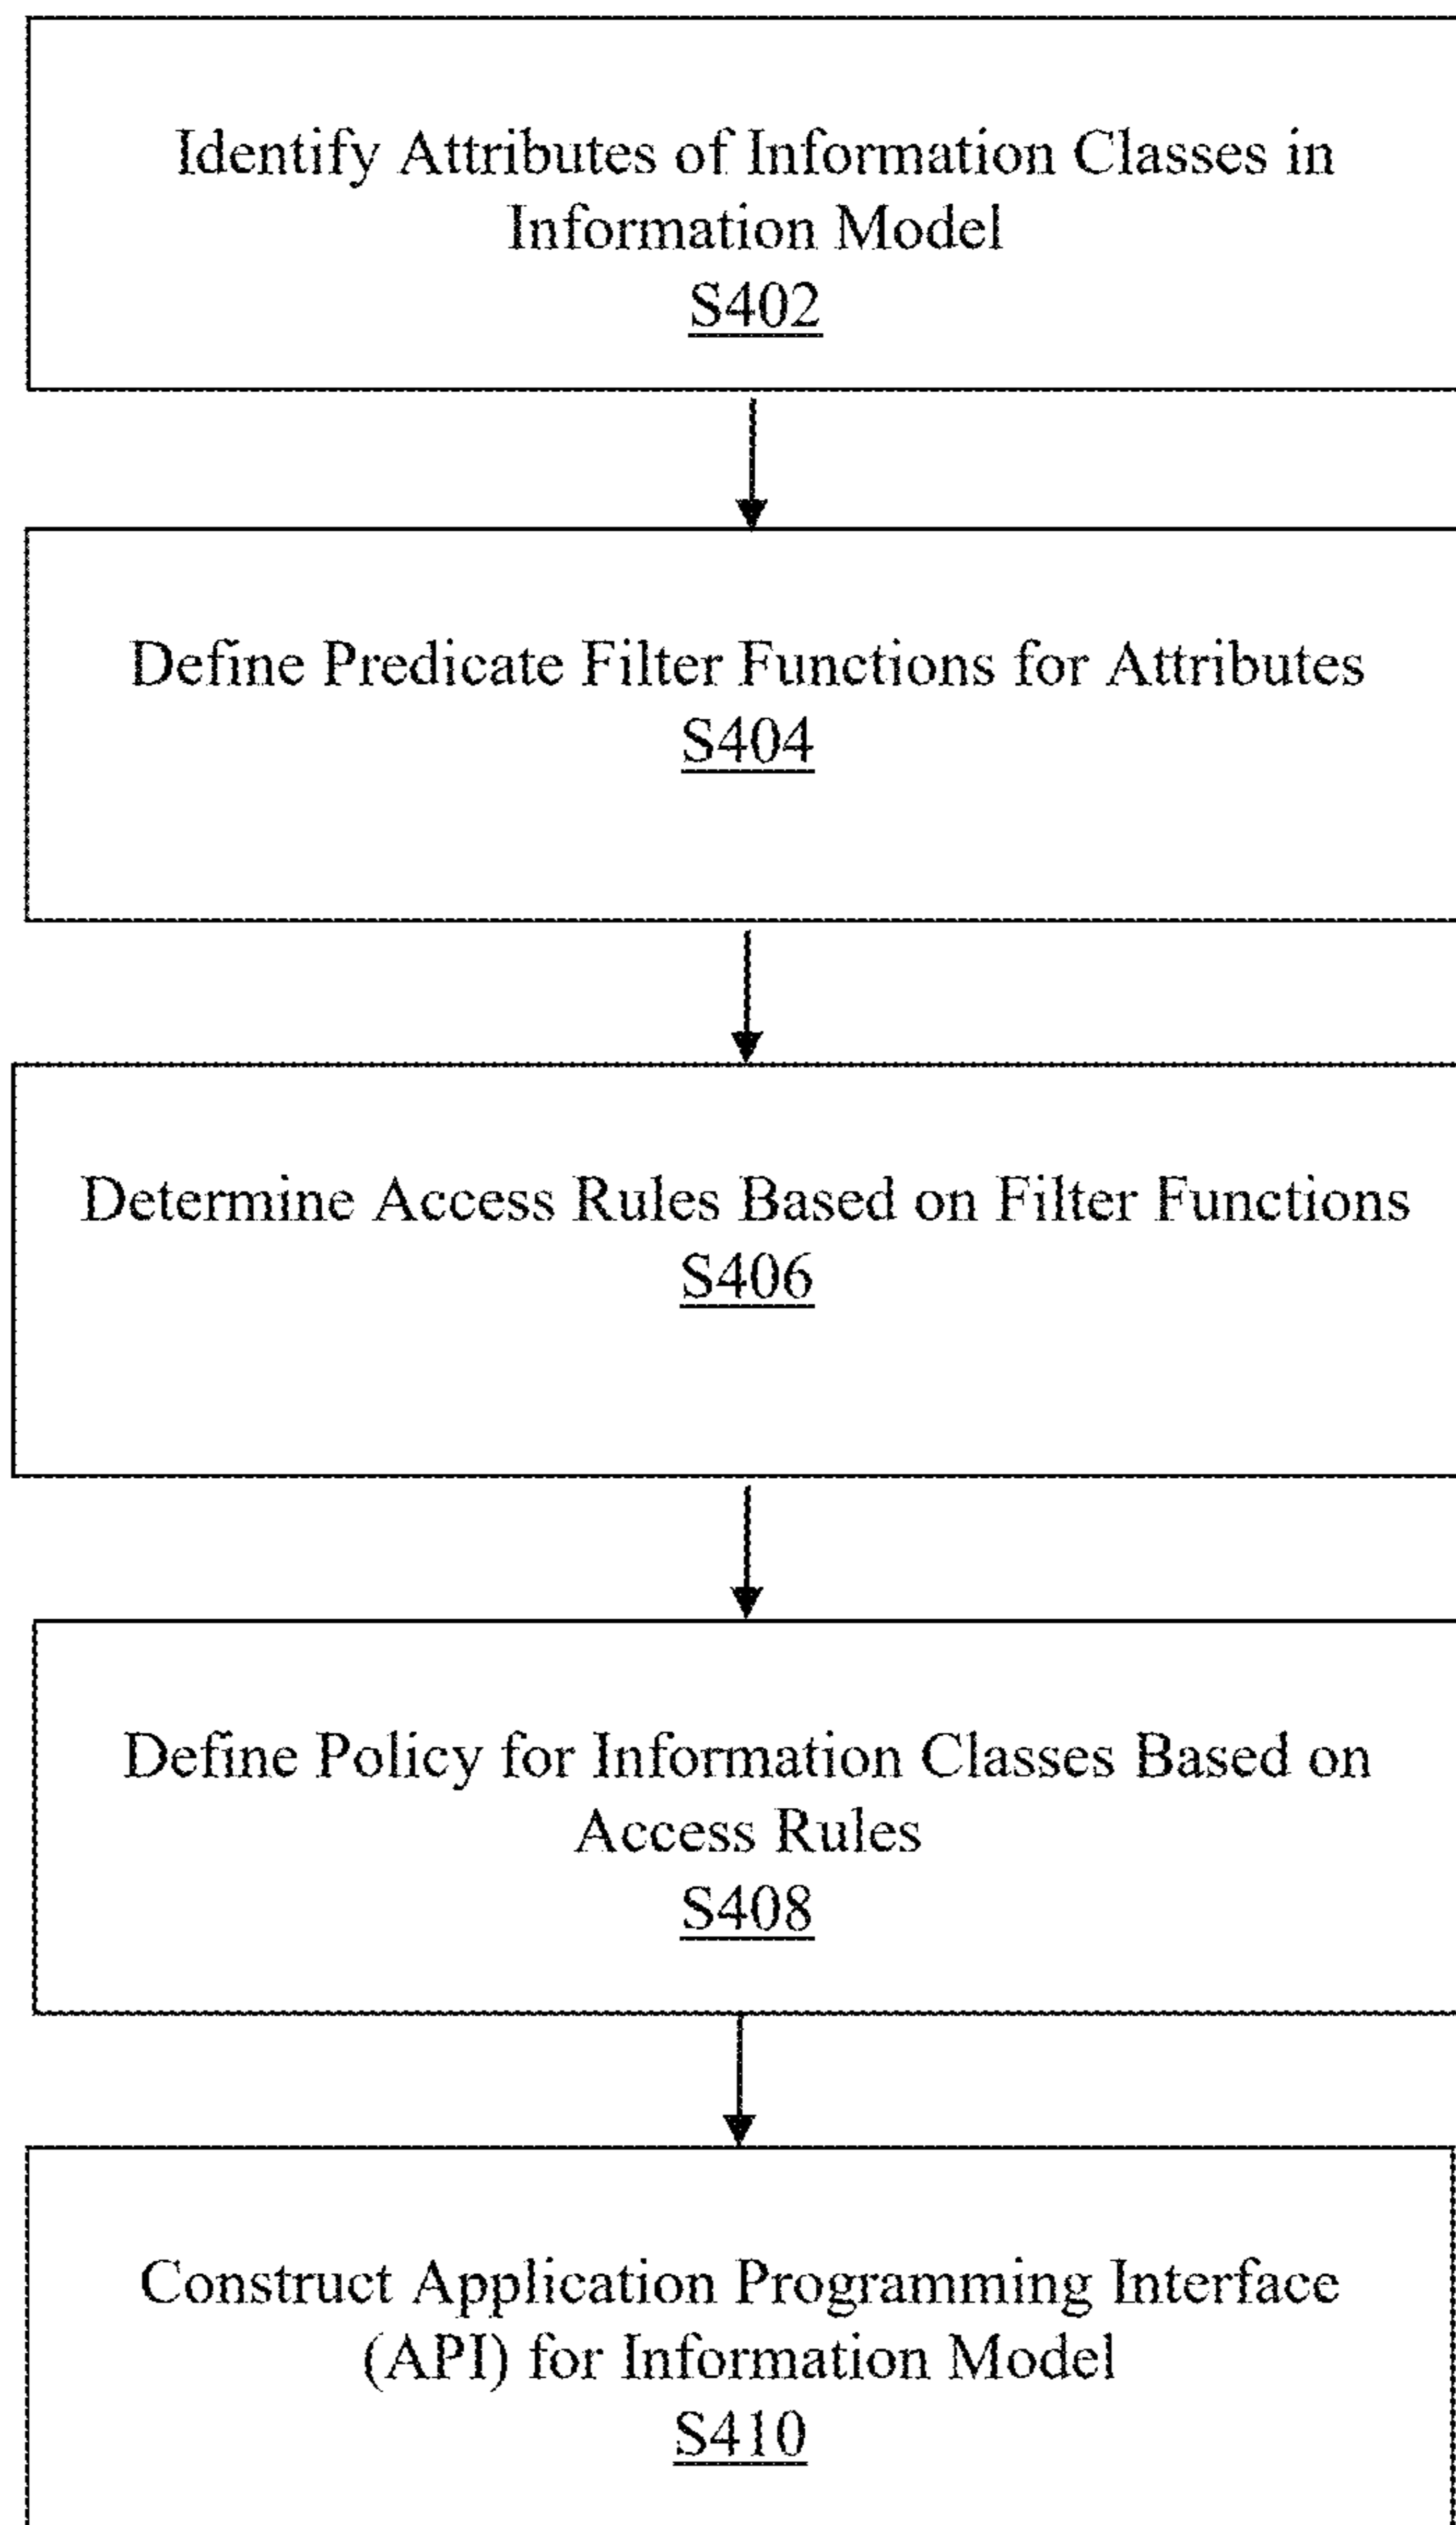 Identify Attributes of Information Classes in
Information Model
S402
Define Predicate Filter Functions for Attributes
S404
Determine Access Rules Based on Filter Functions
S406
Define Policy for Information Classes Based on
Access Rules
S408
Construct Application Programming Interface
(API) for Information Model
S410